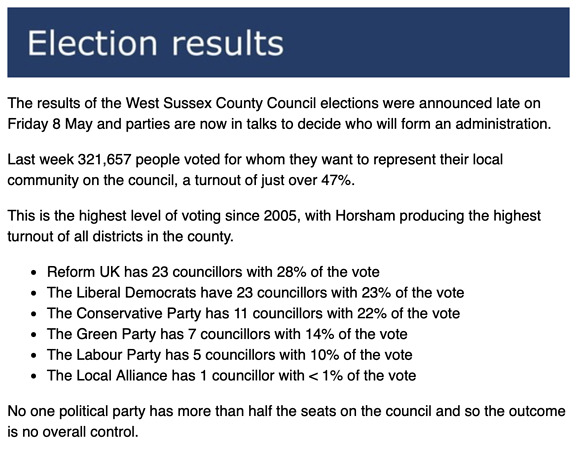 Election results
The results of the West Sussex County Council elections were announced late on
Friday 8 May and parties are now in talks to decide who will form an administration.
Last week 321,657 people voted for whom they want to represent their local
community on the council, a turnout of just over 47%.
This is the highest level of voting since 2005, with Horsham producing the highest
turnout of all districts in the county.
• Reform UK has 23 councillors with 28% of the vote
• The Liberal Democrats have 23 councillors with 23% of the vote
• The Conservative Party has 11 councillors with 22% of the vote
• The Green Party has 7 councillors with 14% of the vote
• The Labour Party has 5 councillors with 10% of the vote
• The Local Alliance has 1 councillor with < 1% of the vote
No one political party has more than half the seats on the council and so the outcome
is no overall control.